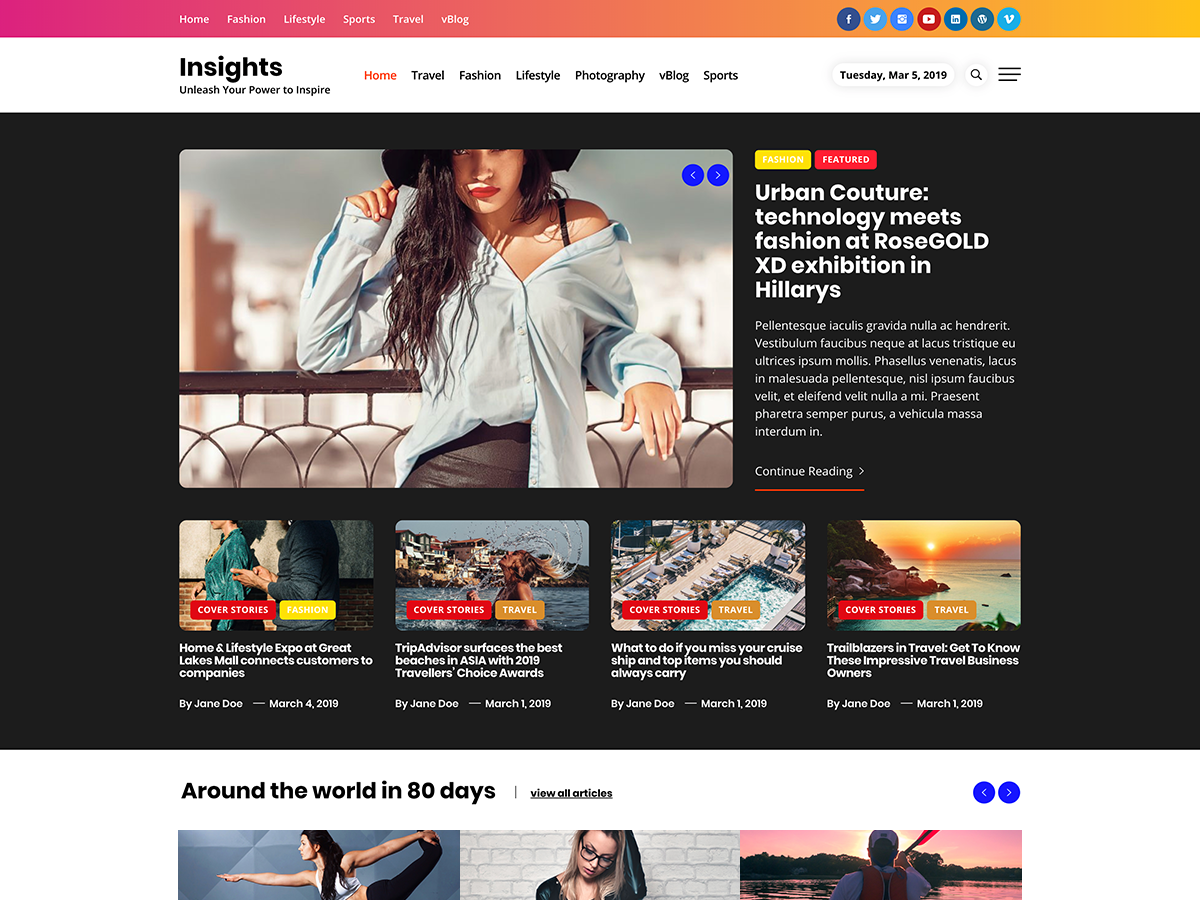 Home Fashion Lifestyle Sports Travel vBlog
Insights
Unleash Your Power to Inspire
Home Travel Fashion Lifestyle Photography vBlog Sports
Tuesday, Mar 5, 2019
FASHION FEATURED
Urban Couture:
technology meets
fashion at RoseGOLD
XD exhibition in
Hillarys
Pellentesque iaculis gravida nulla ac hendrerit.
Vestibulum faucibus neque at lacus tristique eu
ultrices ipsum mollis. Phasellus venenatis, lacus
in malesuada pellentesque, nisl ipsum faucibus
velit, et eleifend velit nulla a mi. Praesent
pharetra semper purus, a vehicula massa
interdum in.
Continue Reading
COVER STORIES FASHION
Home & Lifestyle Expo at Great
Lakes Mall connects customers to
companies
By Jane Doe — March 4, 2019
COVER STORIES TRAVEL
TripAdvisor surfaces the best
beaches in ASIA with 2019
Travellers' Choice Awards
By Jane Doe — March 1, 2019
COVER STORIES TRAVEL
What to do if you miss your cruise
ship and top items you should
always carry
By Jane Doe — March 1, 2019
COVER STORIES TRAVEL
Trailblazers in Travel: Get To Know
These Impressive Travel Business
Owners
By Jane Doe — March 1, 2019
Around the world in 80 days | view all articles